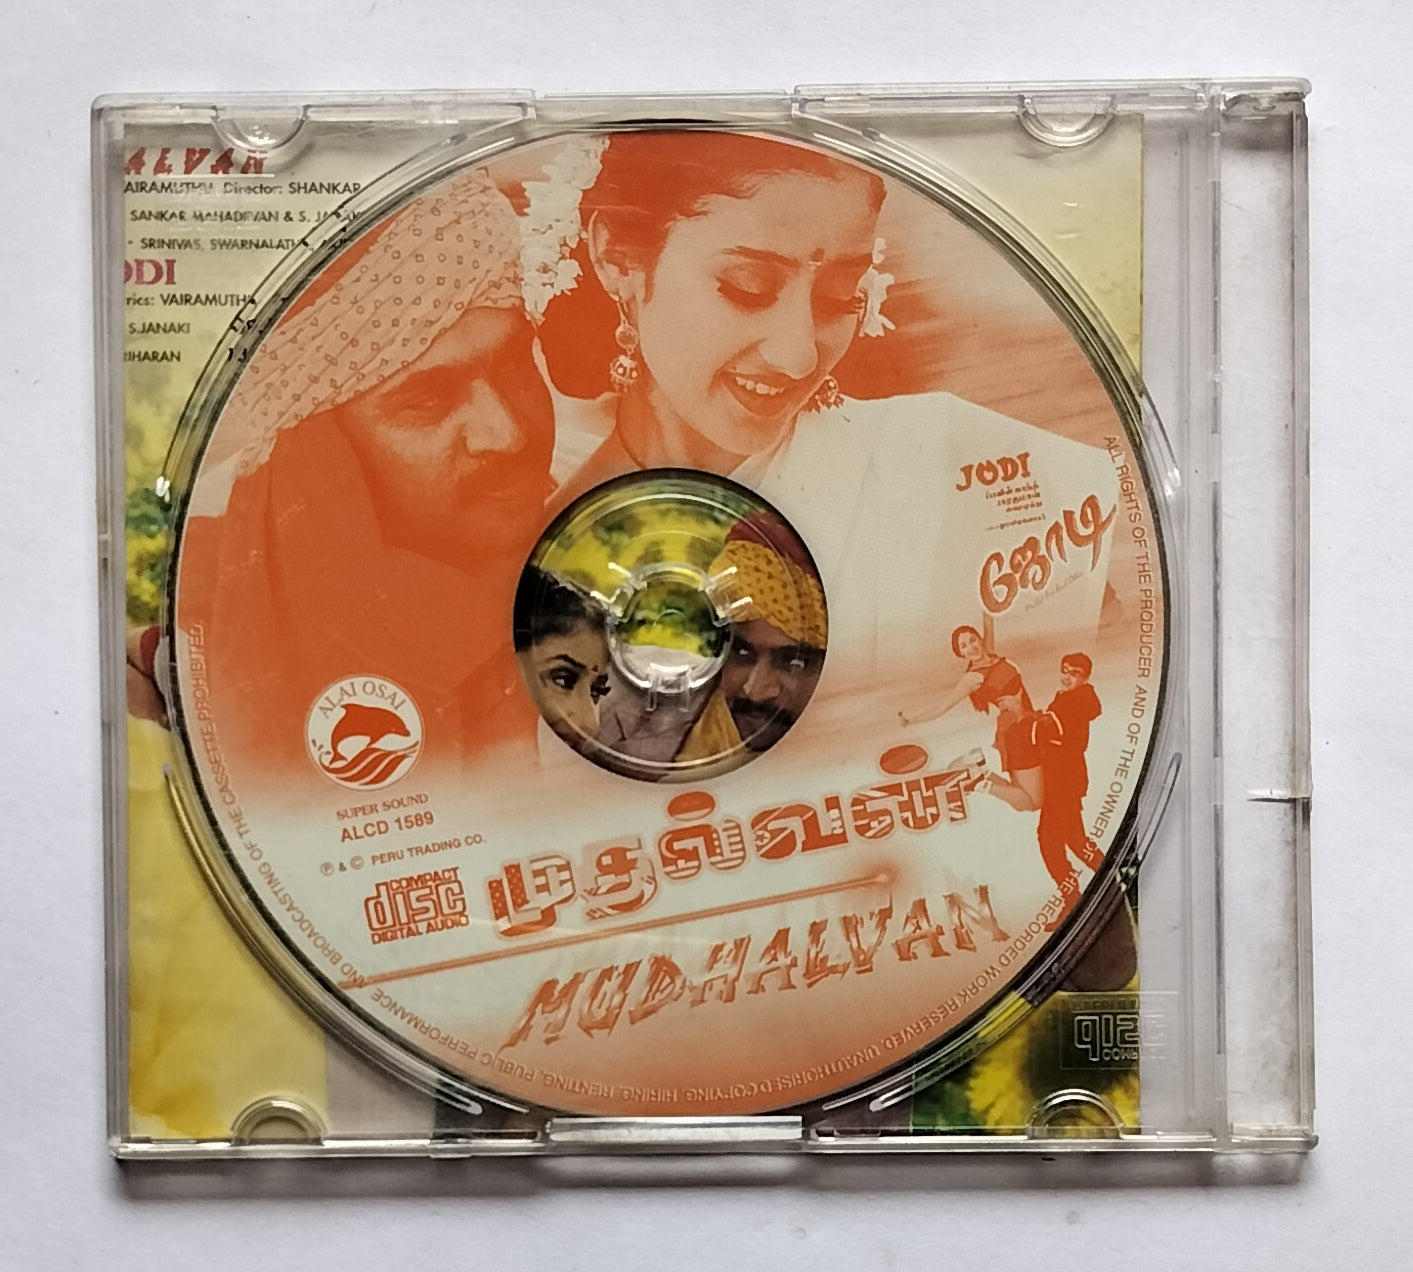 ALVAN
AIRAMUTHU Director: SHANKAR
SANKAR MAHADEVAN & S. JANAKI
- SRINIVAS, SWARNALATHA,
ODI
rics: VAIRAMUTHU
S.JANAKI
RIHARAN
JODI
ஜோடி
ALAI OSAI
SUPER SOUND
ALCD 1589
℗ & © PERU TRADING CO.
COMPACT
disc
DIGITAL AUDIO
முதல்வன்
MUDHALVAN
ALL RIGHTS OF THE PRODUCER AND OF THE OWNER OF THE RECORDED WORK RESERVED. UNAUTHORISED COPYING, HIRING, RENTING, PUBLIC PERFORMANCE AND BROADCASTING OF THE CASSETTE PROHIBITED.